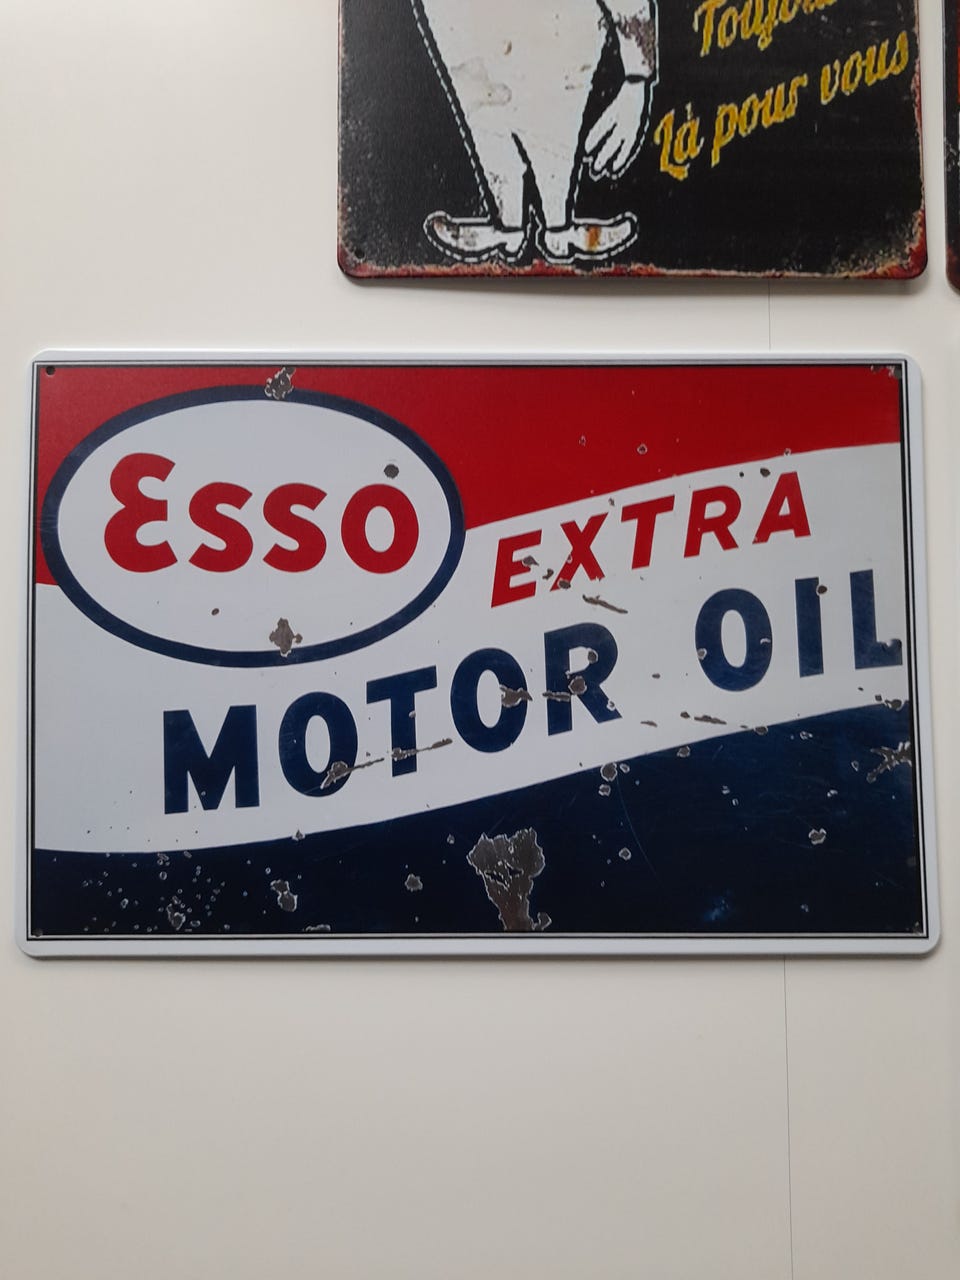 Là pour vous
Esso
EXTRA
MOTOR OIL